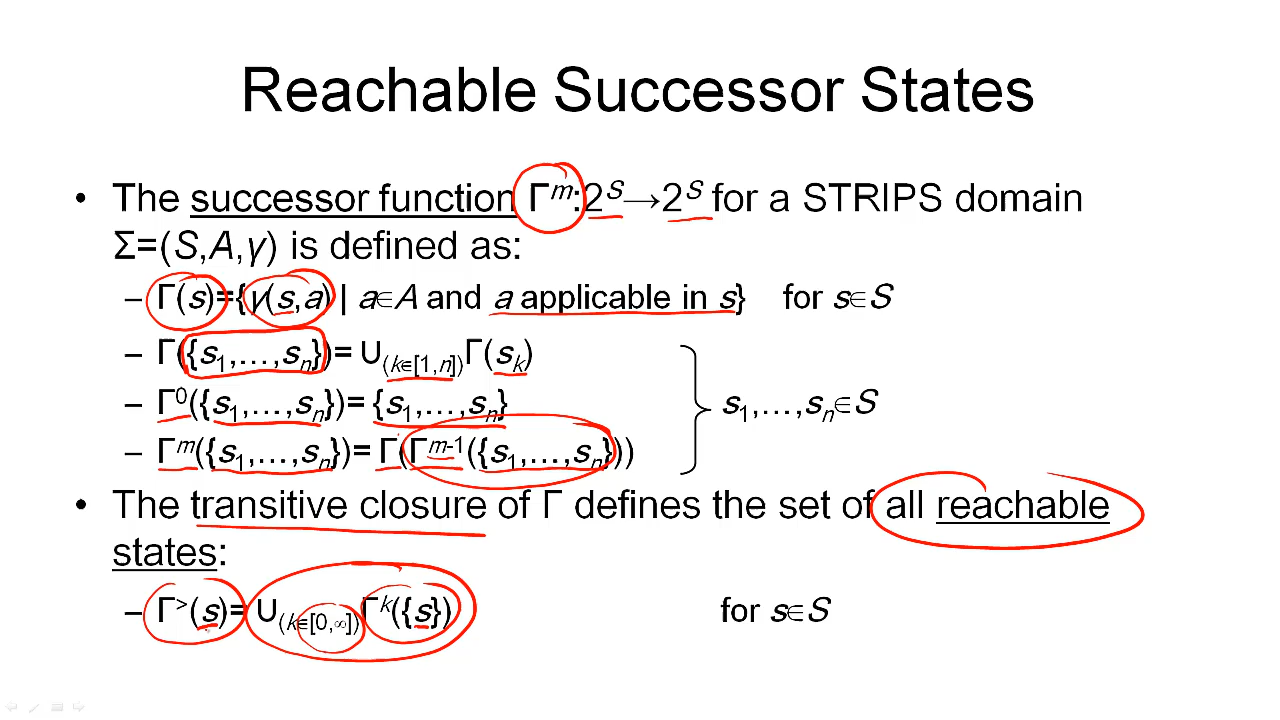 Reachable Successor States
• The successor function Γᵐ:2ˢ→2ˢ for a STRIPS domain
Σ=(S,A,γ) is defined as:
– Γ(s)={γ(s,a) | a∈A and a applicable in s} for s∈S
– Γ({s₁,…,sₙ})= ∪₍ₖ∈[1,n]₎Γ(sₖ)
– Γ⁰({s₁,…,sₙ})= {s₁,…,sₙ} s₁,…,sₙ∈S
– Γᵐ({s₁,…,sₙ})= Γ(Γᵐ⁻¹({s₁,…,sₙ}))
• The transitive closure of Γ defines the set of all reachable
states:
– Γ^>(s)= ∪₍ₖ∈[0,∞]₎Γᵏ({s}) for s∈S